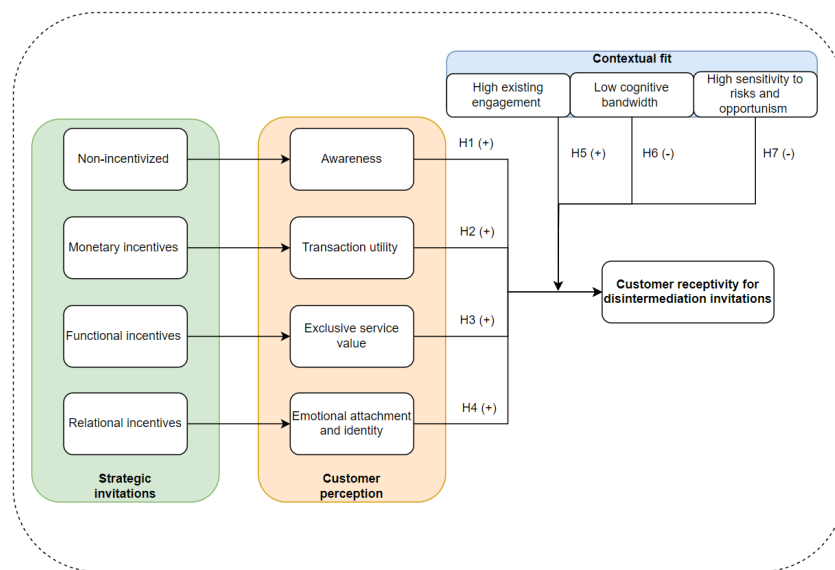 Contextual fit
High existing
engagement
Low cognitive
bandwidth
High sensitivity to
risks and
opportunism
Non-incentivized
Awareness
H1 (+)
H5 (+)
H6 (-)
H7 (-)
Monetary incentives
Transaction utility
H2 (+)
Customer receptivity for
disintermediation invitations
Functional incentives
Exclusive service
value
H3 (+)
Relational incentives
Emotional attachment
and identity
H4 (+)
Strategic
invitations
Customer
perception